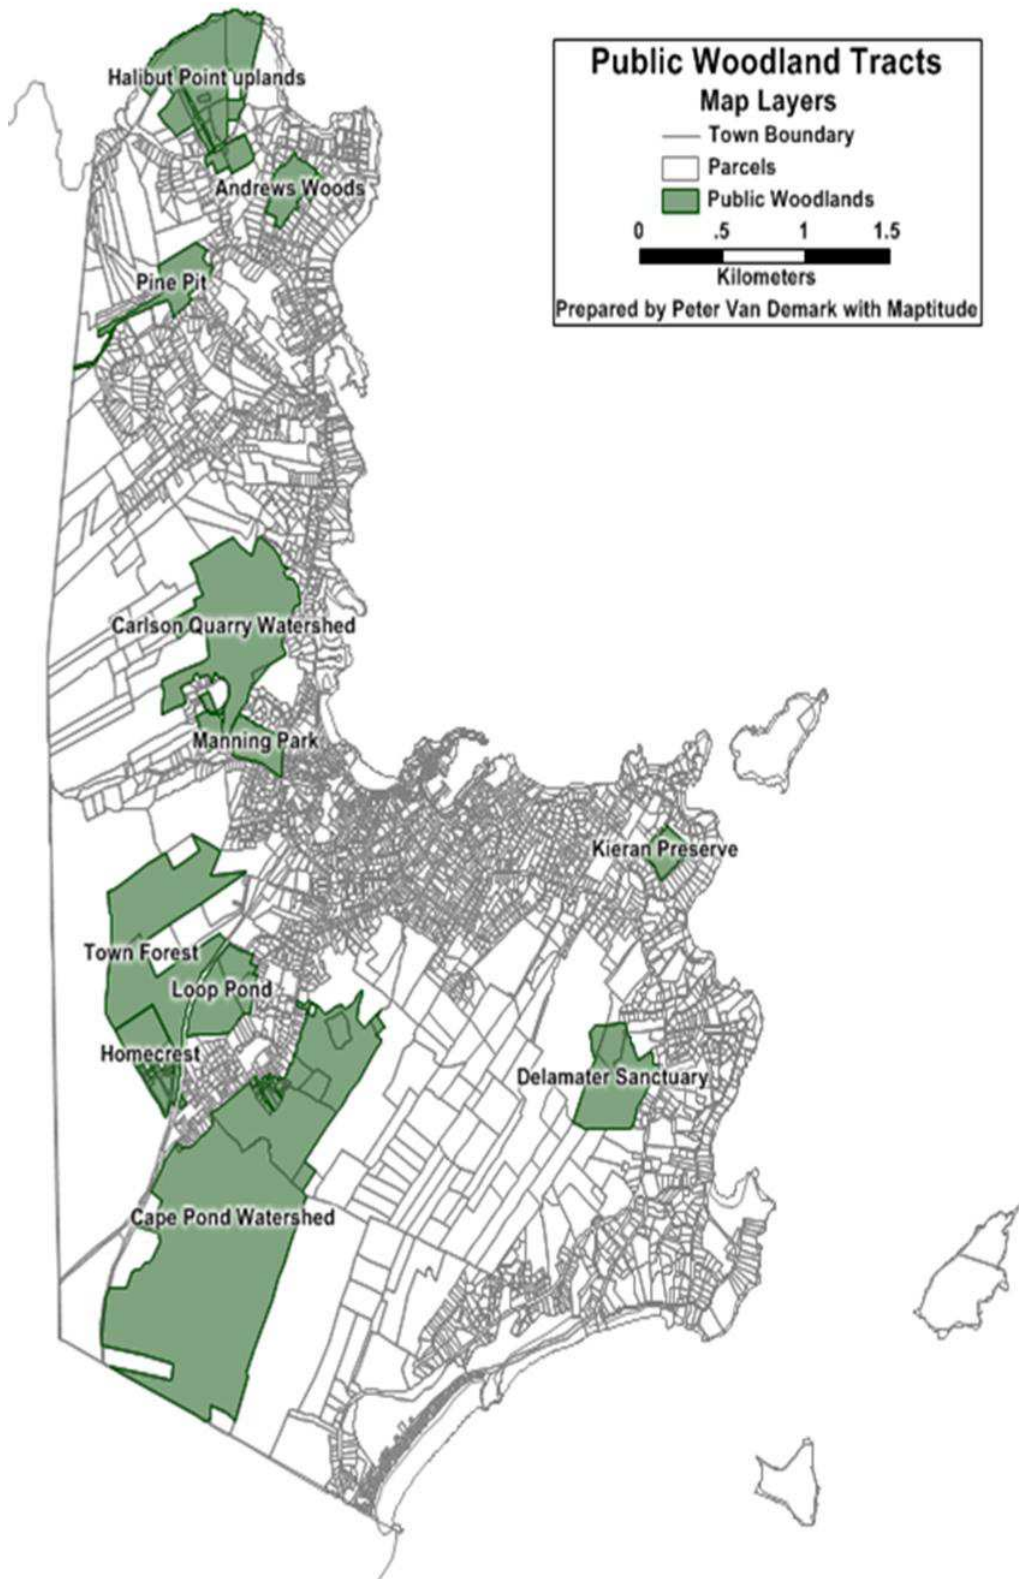 Public Woodland Tracts
Map Layers
Town Boundary
Parcels
Public Woodlands
0 .5 1 1.5
Kilometers
Prepared by Peter Van Demark with Maptitude
Halibut Point uplands
Andrews Woods
Pine Pit
Carlson Quarry Watershed
Manning Park
Kieran Preserve
Town Forest
Loop Pond
Homecrest
Delamater Sanctuary
Cape Pond Watershed